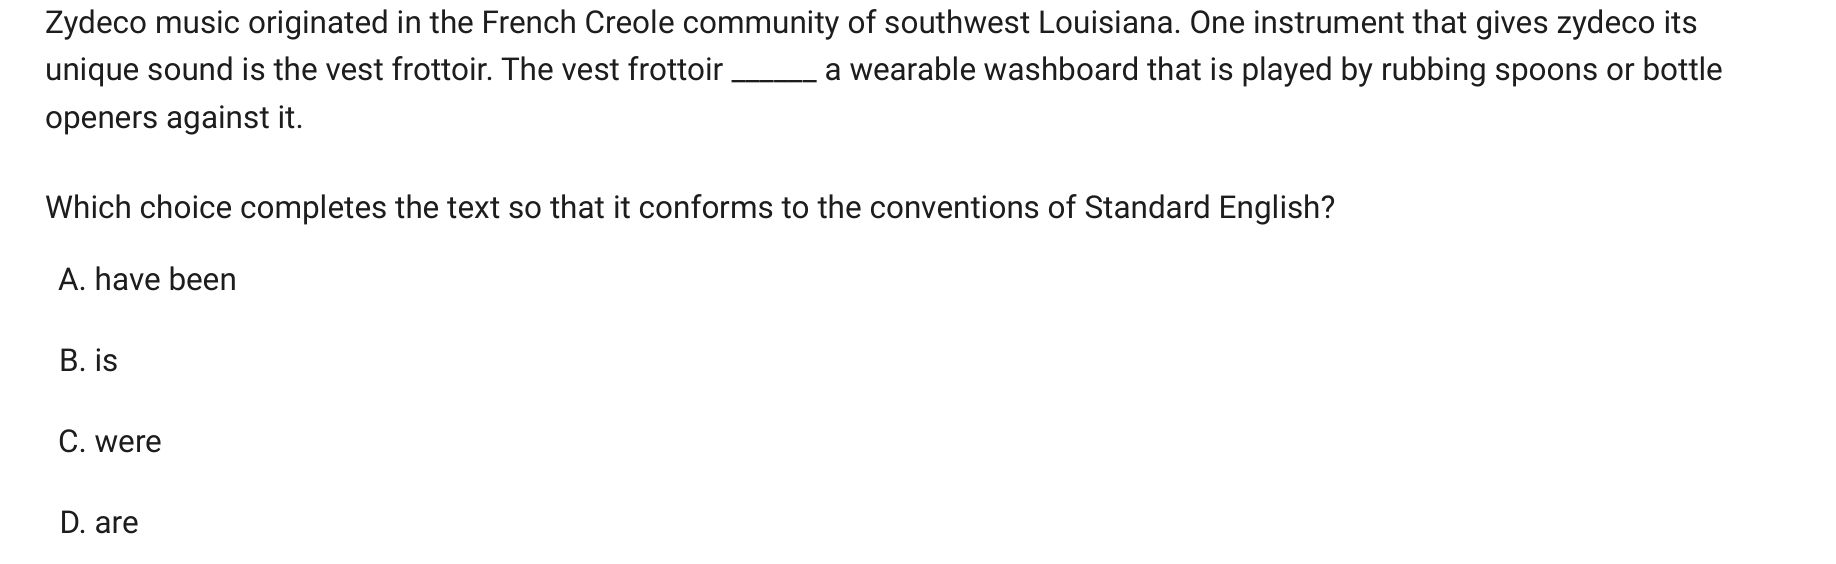 Zydeco music originated in the French Creole community of southwest Louisiana. One instrument that gives zydeco its
unique sound is the vest frottoir. The vest frottoir ______ a wearable washboard that is played by rubbing spoons or bottle
openers against it.
Which choice completes the text so that it conforms to the conventions of Standard English?
A. have been
B. is
C. were
D. are